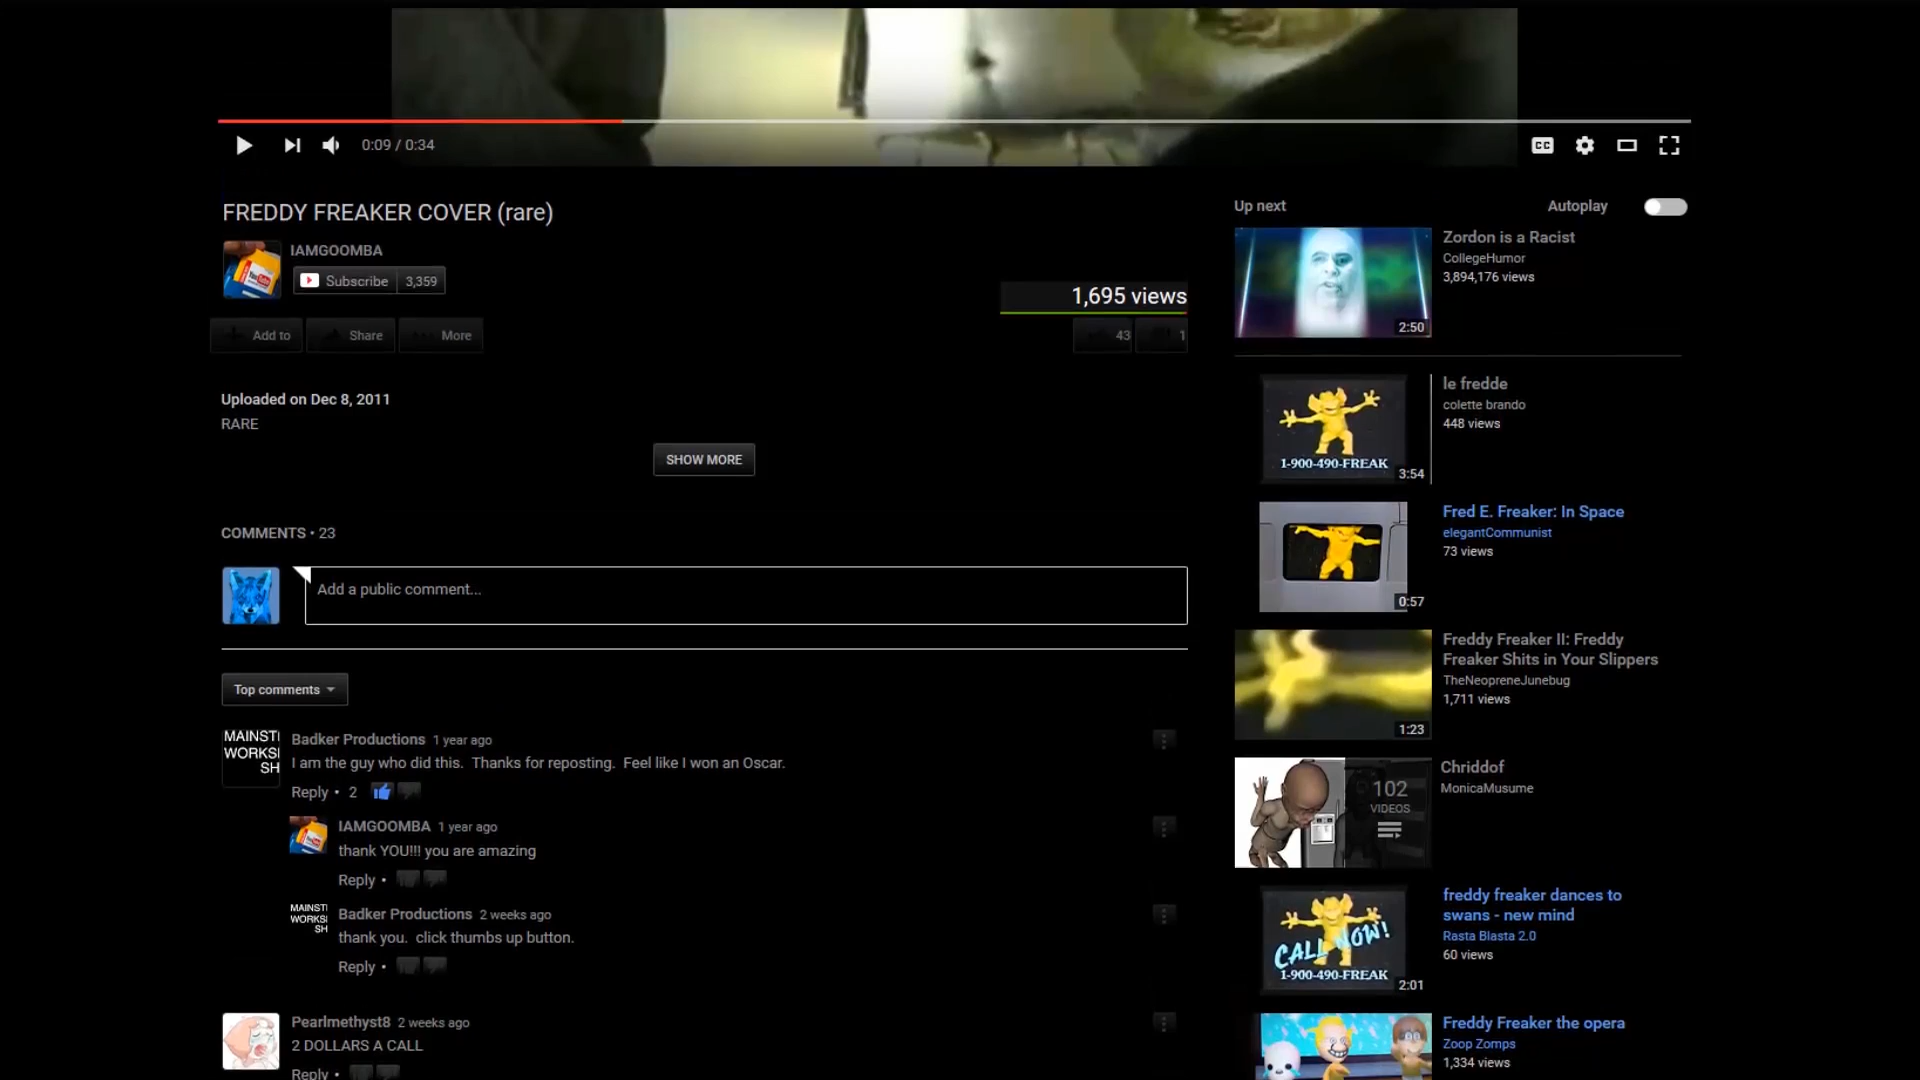 0:09 / 0:34
CC
FREDDY FREAKER COVER (rare)
IAMGOOMBA
Subscribe 3,359
1,695 views
Add to
Share
More
43
1
Uploaded on Dec 8, 2011
RARE
SHOW MORE
COMMENTS • 23
Add a public comment...
Top comments
MAINST
WORKS
SH
Badker Productions 1 year ago
I am the guy who did this. Thanks for reposting. Feel like I won an Oscar.
Reply • 2
IAMGOOMBA 1 year ago
thank YOU!!! you are amazing
Reply •
MAINST
WORKS
SH
Badker Productions 2 weeks ago
thank you. click thumbs up button.
Reply •
Pearlmethyst8 2 weeks ago
2 DOLLARS A CALL
Reply •
Up next
Autoplay
2:50
Zordon is a Racist
CollegeHumor
3,894,176 views
1-900-490-FREAK
3:54
le fredde
colette brando
448 views
0:57
Fred E. Freaker: In Space
elegantCommunist
73 views
1:23
Freddy Freaker II: Freddy
Freaker Shits in Your Slippers
TheNeopreneJunebug
1,711 views
102
VIDEOS
Chriddof
MonicaMusume
CALL NOW!
1-900-490-FREAK
2:01
freddy freaker dances to
swans - new mind
Rasta Blasta 2.0
60 views
Freddy Freaker the opera
Zoop Zomps
1,334 views